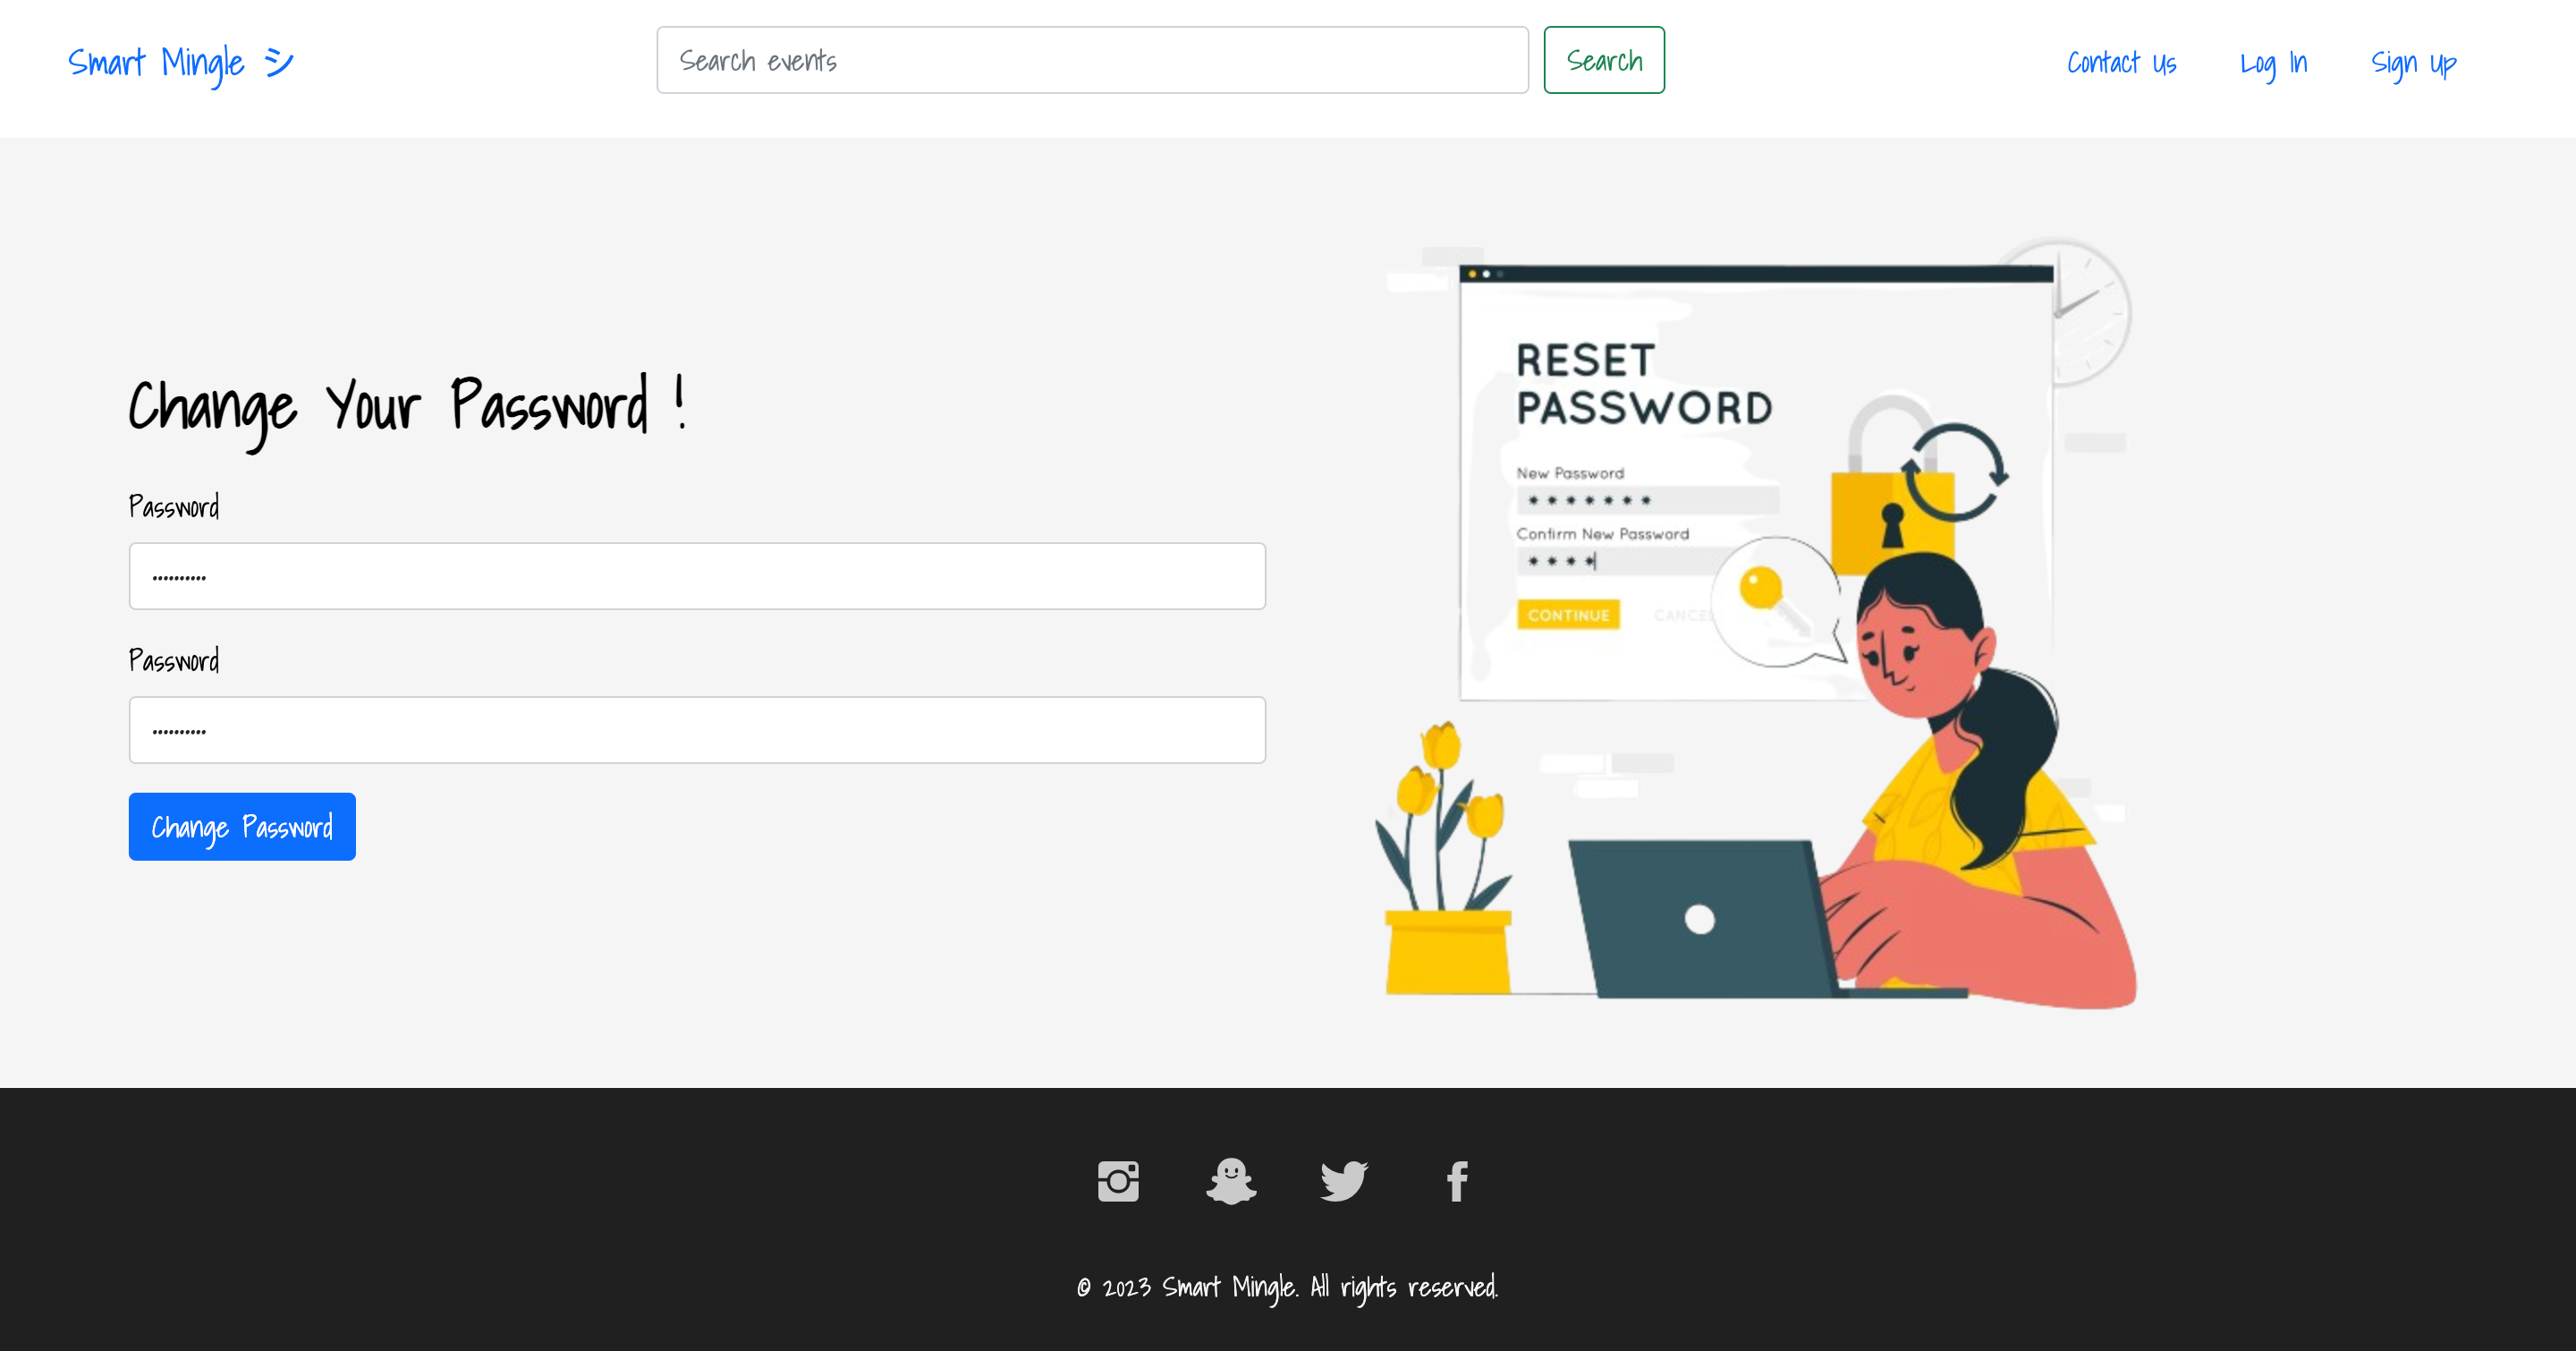 Smart Mingle シ
Search events
Search
Contact Us
Log In
Sign Up
Change Your Password !
Password
Password
Change Password
RESET
PASSWORD
New Password
*******
Confirm New Password
****
CONTINUE
CANCEL
© 2023 Smart Mingle. All rights reserved.